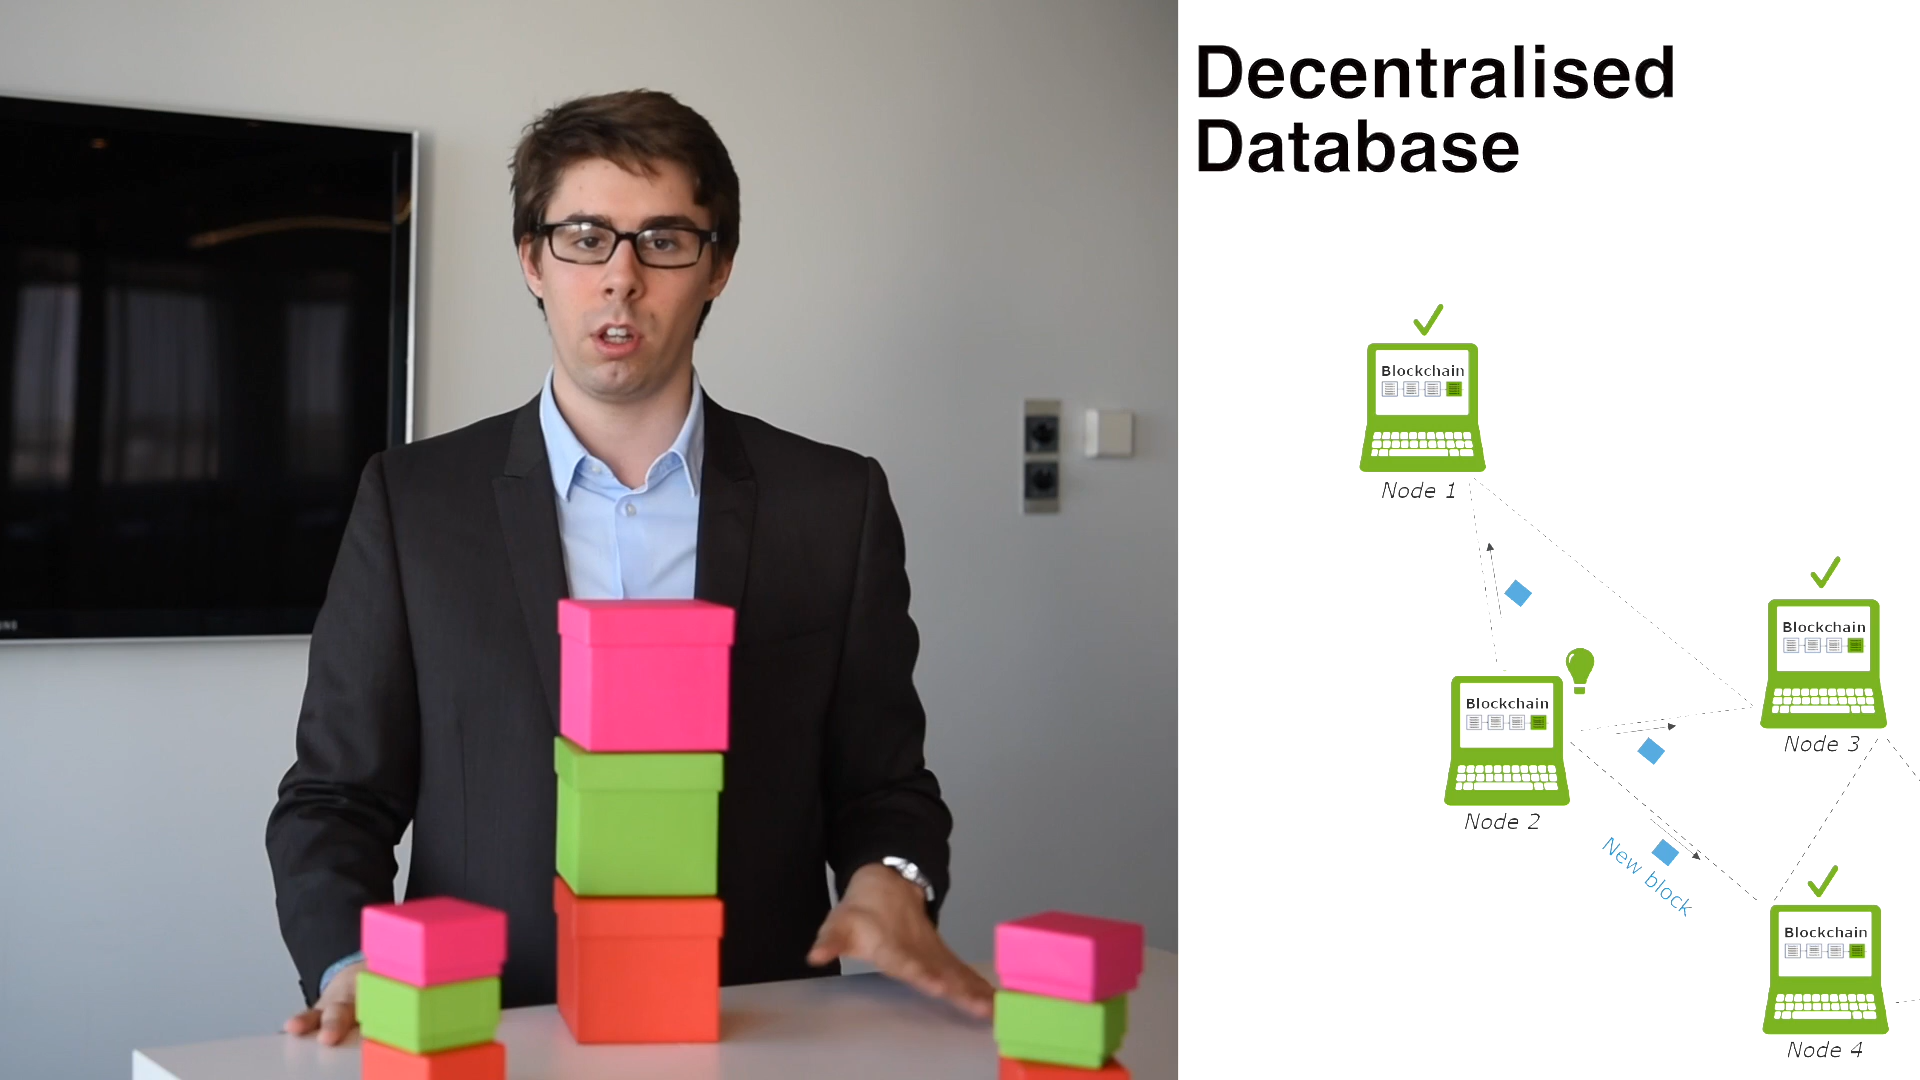 Decentralised
Database
Blockchain
Node 1
Blockchain
Node 3
Blockchain
Node 2
New block
Blockchain
Node 4